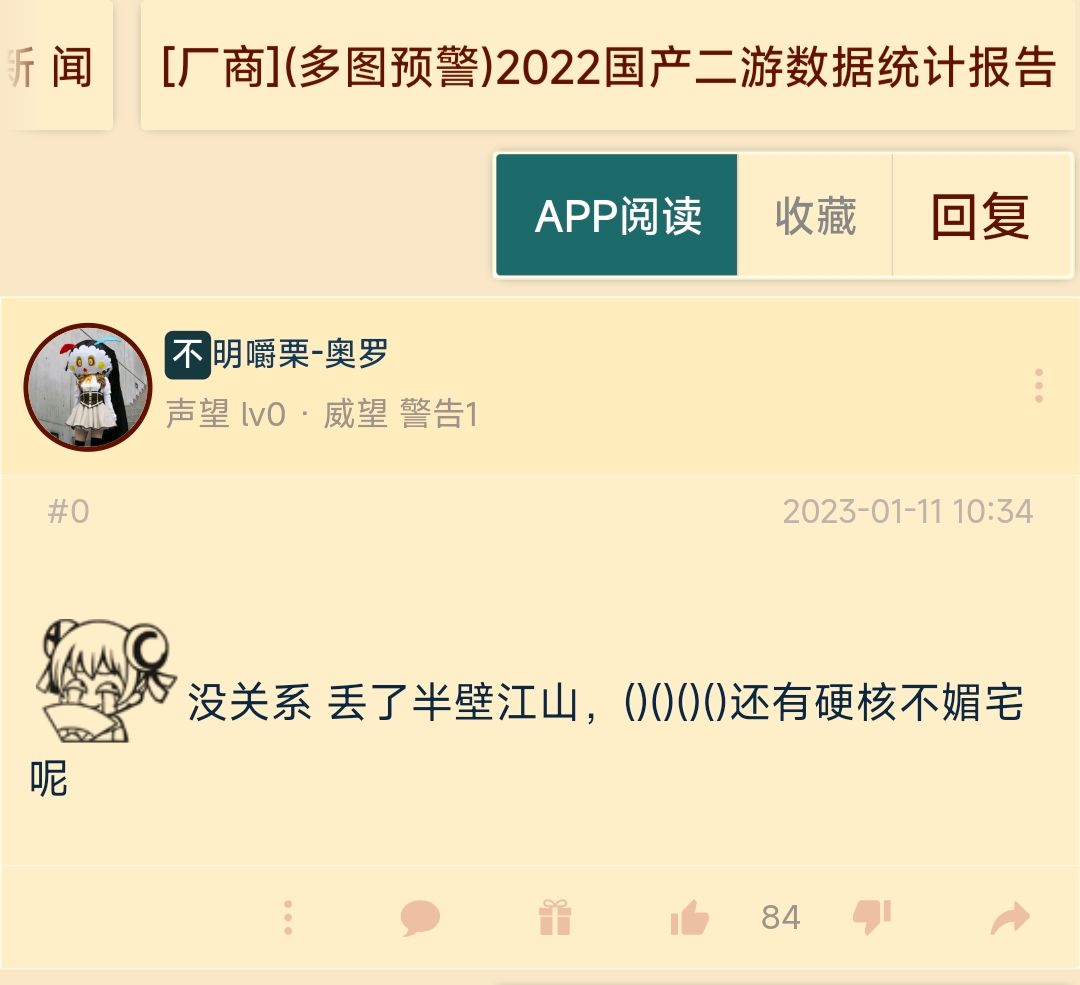 新 闻
[厂商](多图预警)2022国产二游数据统计报告
APP阅读
收藏
回复
不明嚼栗-奥罗
声望 lv0 · 威望 警告1
#0
2023-01-11 10:34
没关系 丢了半壁江山，()()()()还有硬核不媚宅
呢
84